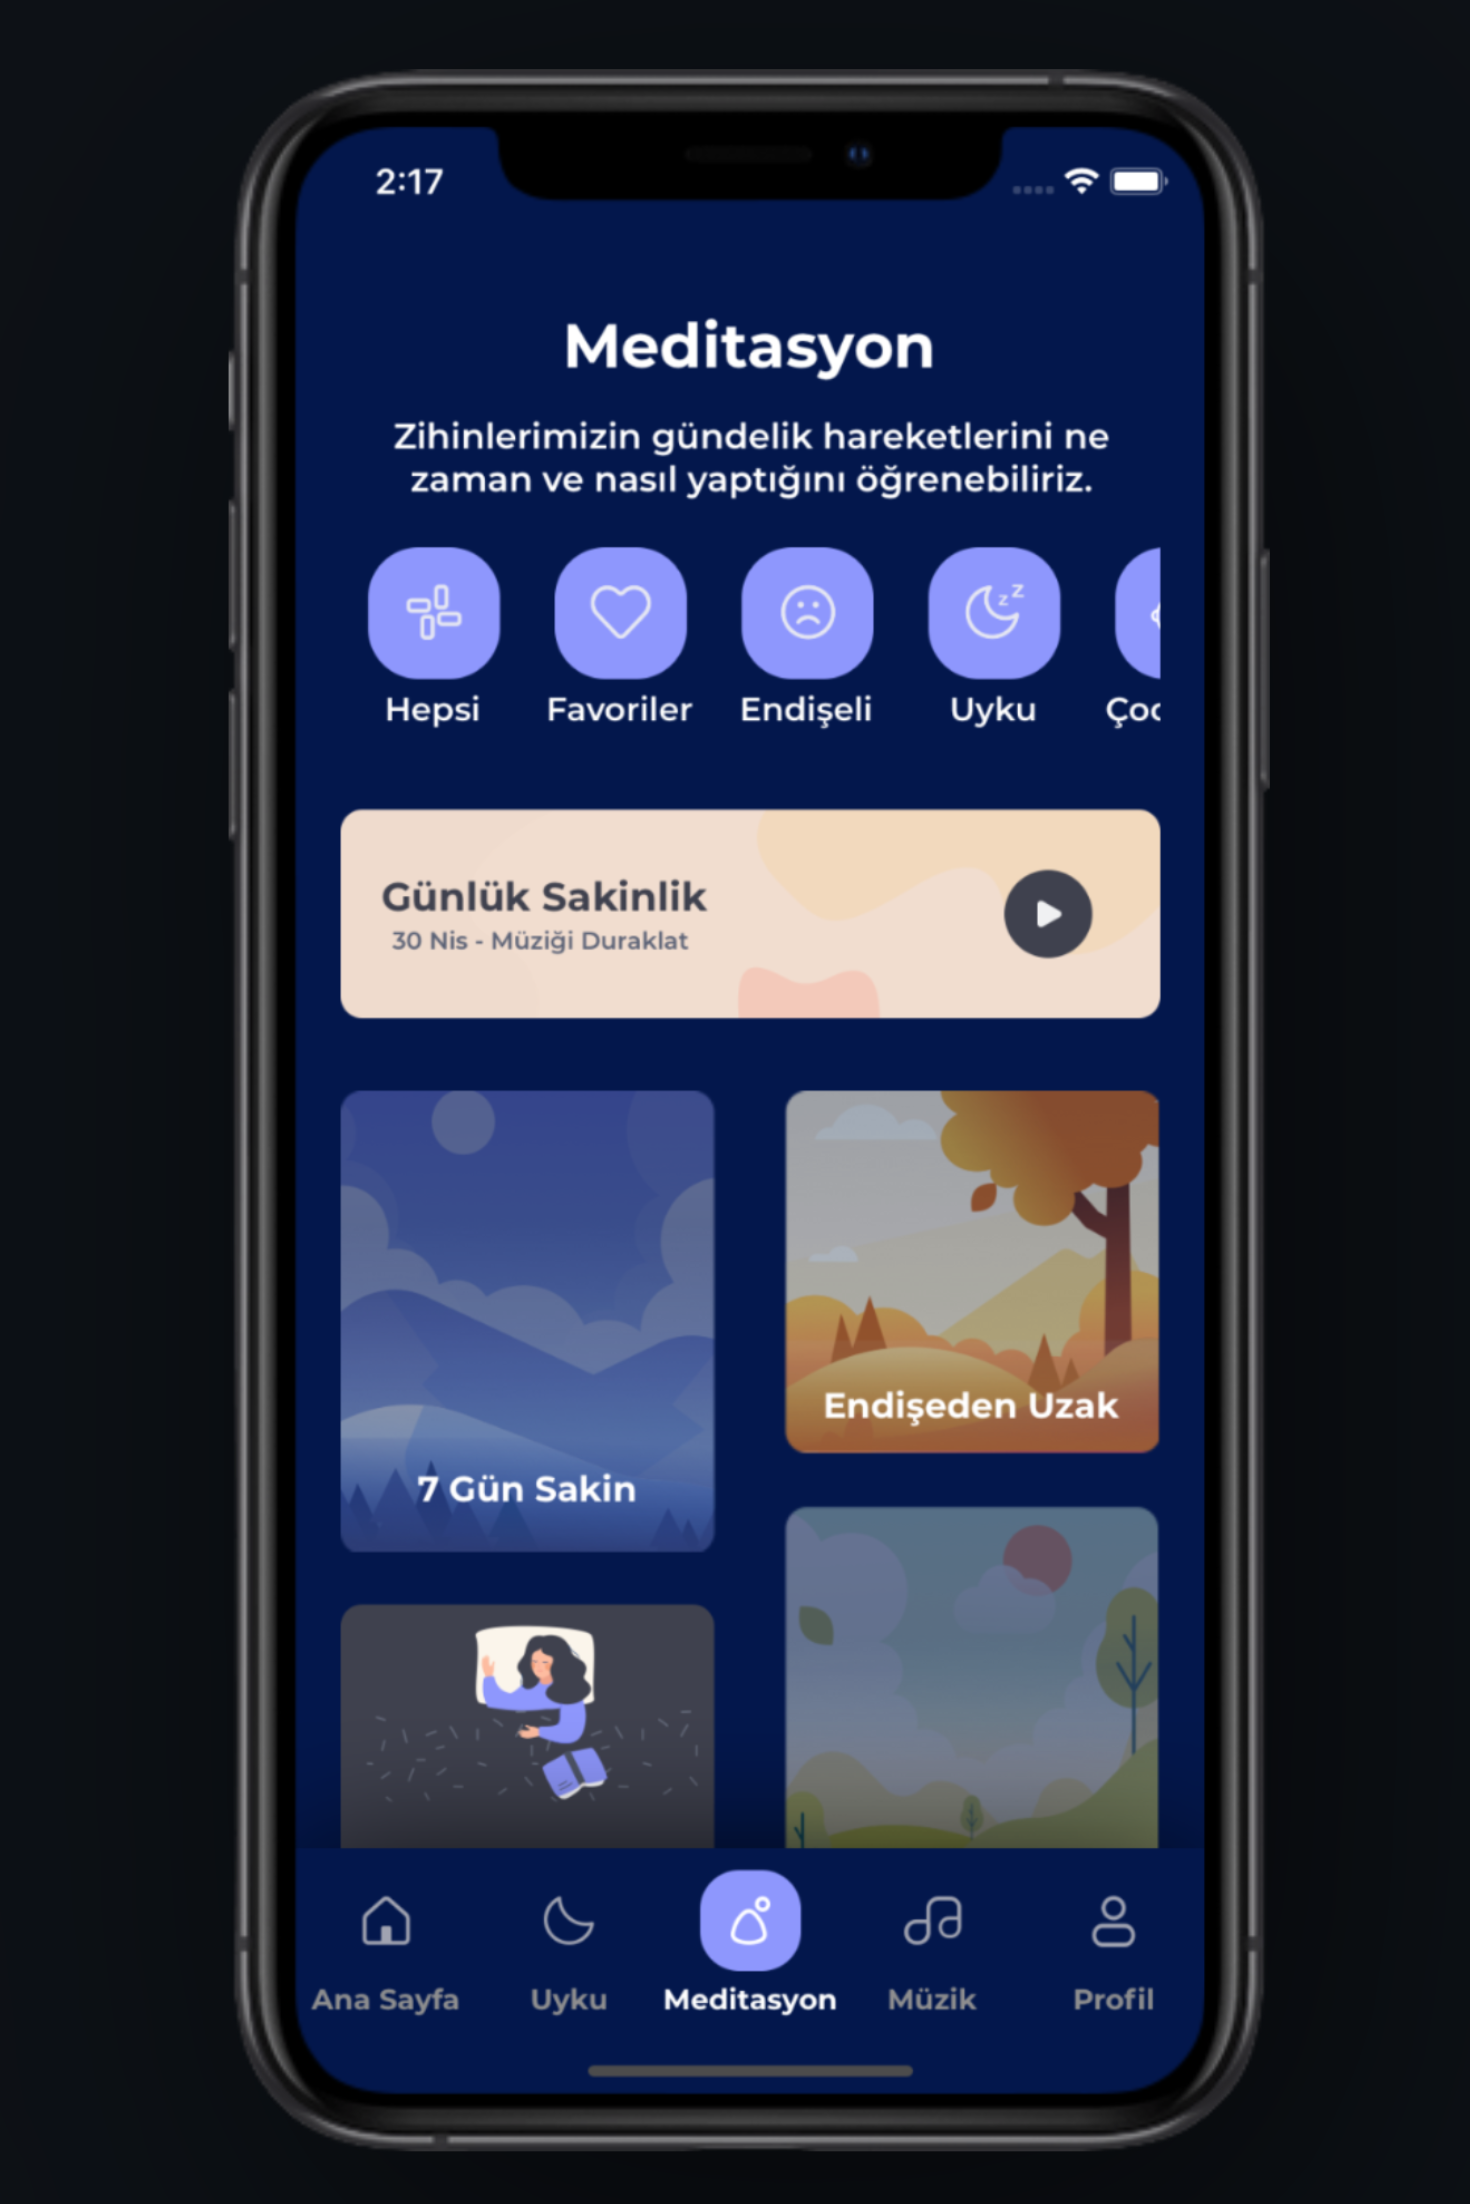 2:17
Meditasyon
Zihinlerimizin gündelik hareketlerini ne
zaman ve nasıl yaptığını öğrenebiliriz.
Hepsi Favoriler Endişeli Uyku
Günlük Sakinlik
30 Nis - Müziği Duraklat
Endişeden Uzak
7 Gün Sakin
Ana Sayfa Uyku Meditasyon Müzik Profil